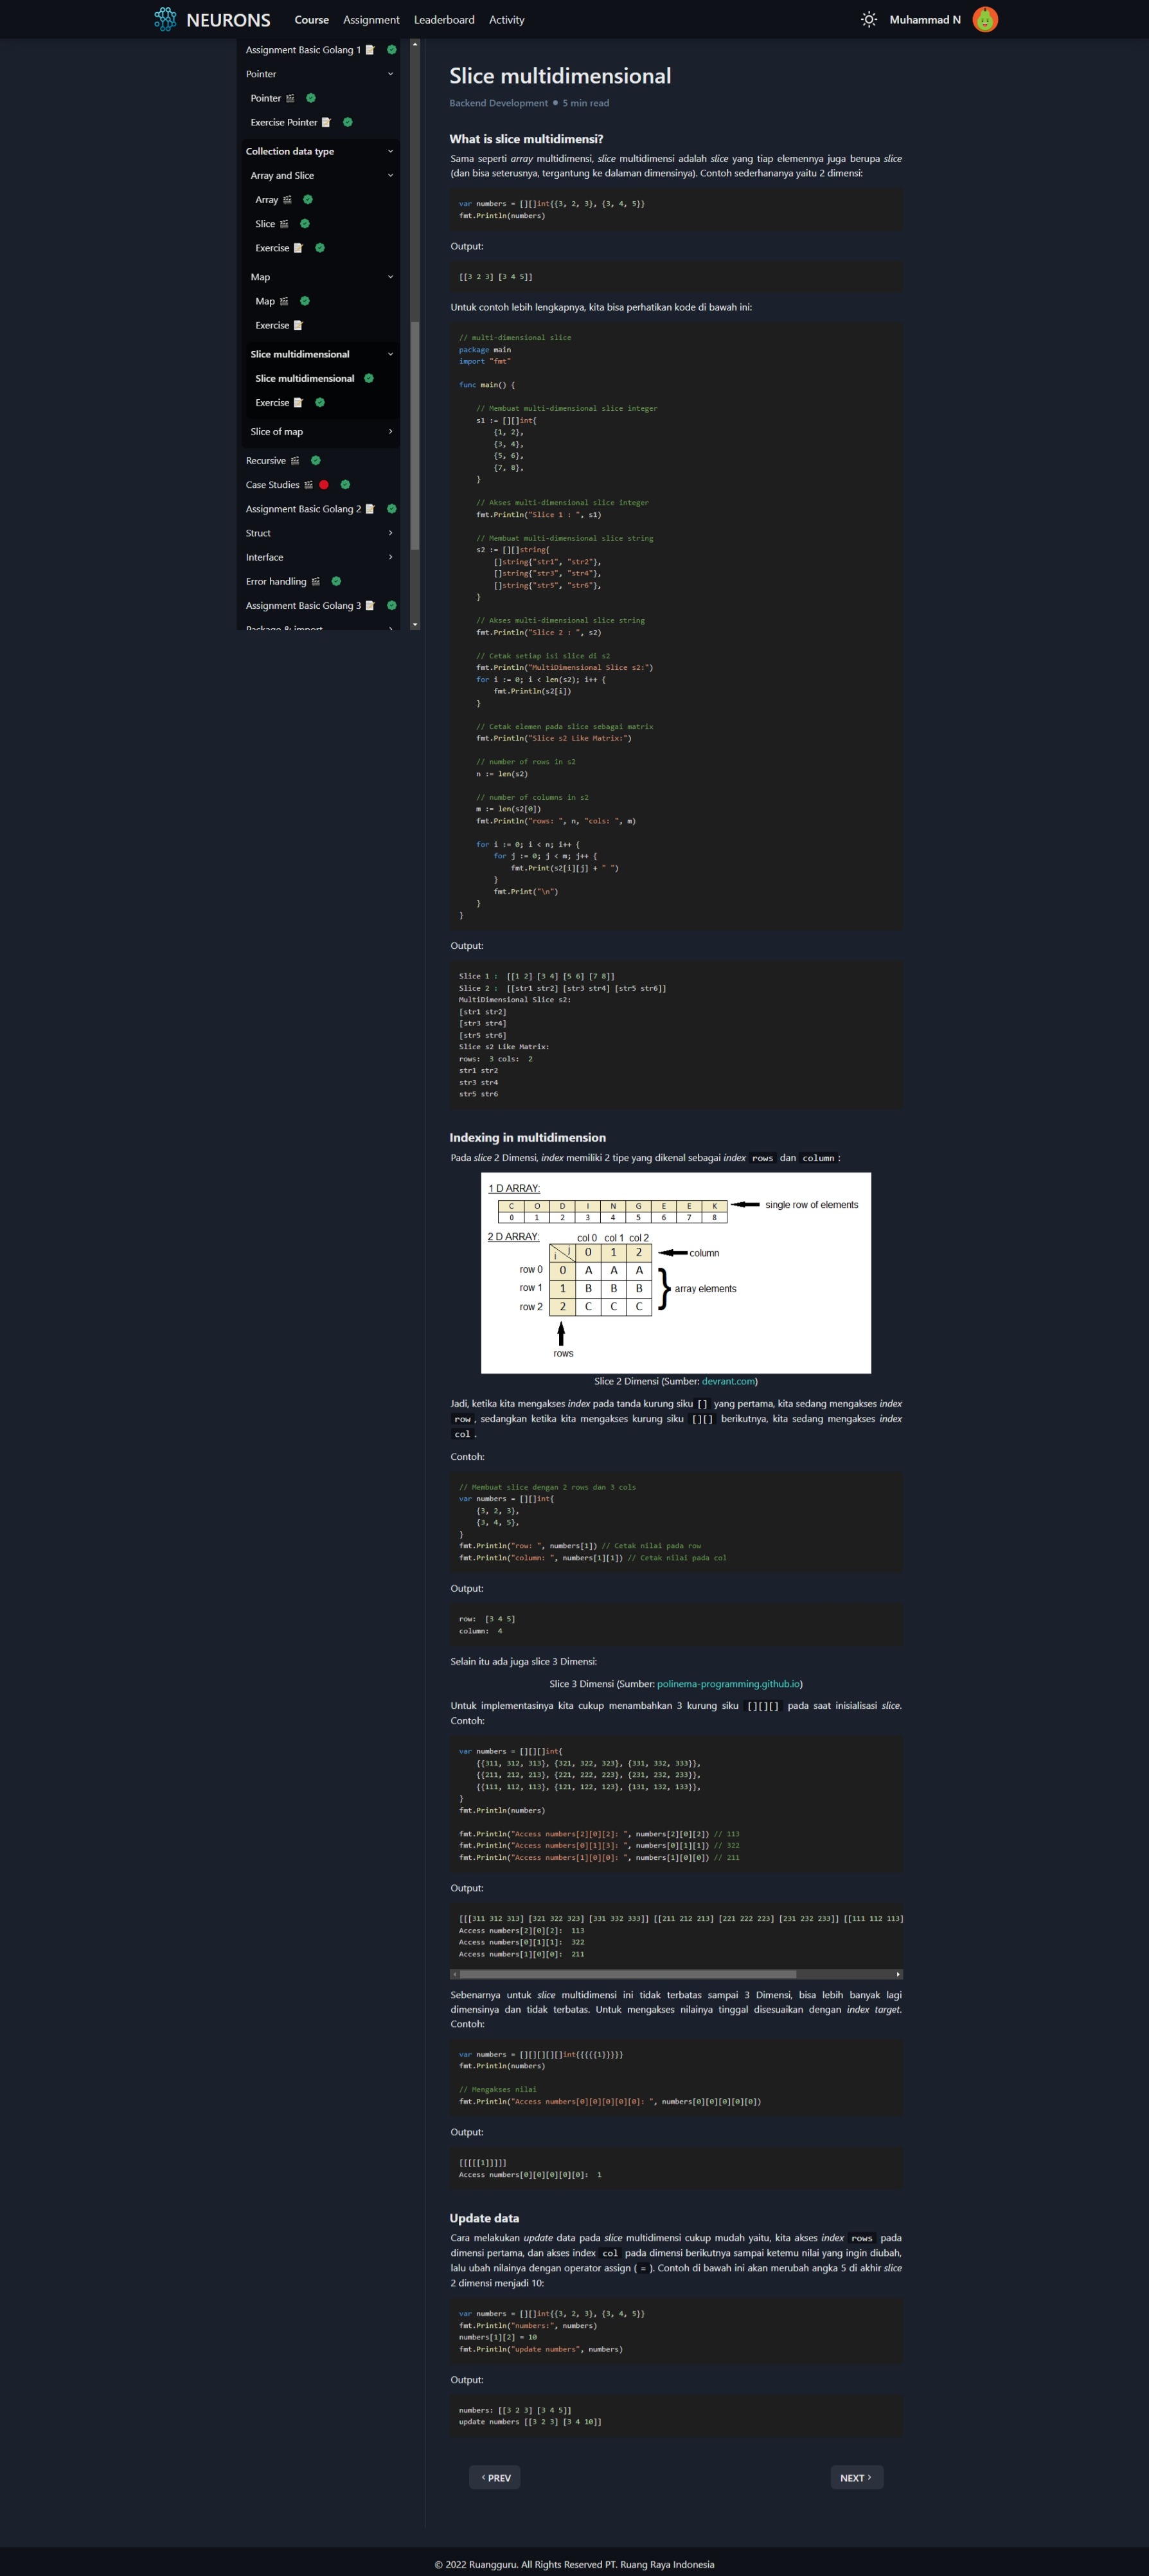 NEURONS
Course Assignment Leaderboard Activity
Muhammad N
Assignment Basic Golang 1
Pointer
Pointer
Exercise Pointer
Collection data type
Array and Slice
Array
Slice
Exercise
Map
Map
Exercise
Slice multidimensional
Slice multidimensional
Exercise
Slice of map
Recursive
Case Studies
Assignment Basic Golang 2
Struct
Interface
Error handling
Assignment Basic Golang 3
Package & import
Slice multidimensional
Backend Development • 5 min read
What is slice multidimensi?
Sama seperti array multidimensi, slice multidimensi adalah slice yang tiap elemennya juga berupa slice
(dan bisa seterusnya, tergantung ke dalaman dimensinya). Contoh sederhananya yaitu 2 dimensi:
var numbers = [][]int{{3, 2, 3}, {3, 4, 5}}
fmt.Println(numbers)
Output:
[[3 2 3] [3 4 5]]
Untuk contoh lebih lengkapnya, kita bisa perhatikan kode di bawah ini:
// multi-dimensional slice
package main
import "fmt"
func main() {
// Membuat multi-dimensional slice integer
s1 := [][]int{
{1, 2},
{3, 4},
{5, 6},
{7, 8},
}
// Akses multi-dimensional slice integer
fmt.Println("Slice 1 : ", s1)
// Membuat multi-dimensional slice string
s2 := [][]string{
[]string{"str1", "str2"},
[]string{"str3", "str4"},
[]string{"str5", "str6"},
}
// Akses multi-dimensional slice string
fmt.Println("Slice 2 : ", s2)
// Cetak setiap isi slice di s2
fmt.Println("MultiDimensional Slice s2:")
for i := 0; i < len(s2); i++ {
fmt.Println(s2[i])
}
// Cetak elemen pada slice sebagai matrix
fmt.Println("Slice s2 Like Matrix:")
// number of rows in s2
n := len(s2)
// number of columns in s2
m := len(s2[0])
fmt.Println("rows: ", n, "cols: ", m)
for i := 0; i < n; i++ {
for j := 0; j < m; j++ {
fmt.Print(s2[i][j] + " ")
}
fmt.Print("\n")
}
}
Output:
Slice 1 :  [[1 2] [3 4] [5 6] [7 8]]
Slice 2 :  [[str1 str2] [str3 str4] [str5 str6]]
MultiDimensional Slice s2:
[str1 str2]
[str3 str4]
[str5 str6]
Slice s2 Like Matrix:
rows:  3 cols:  2
str1 str2
str3 str4
str5 str6
Indexing in multidimension
Pada slice 2 Dimensi, index memiliki 2 tipe yang dikenal sebagai index rows dan column :
1 D ARRAY:
C O D I N G E E K
0 1 2 3 4 5 6 7 8
single row of elements
2 D ARRAY:
col 0 col 1 col 2
i j 0 1 2
column
row 0 0 A A A
row 1 1 B B B
array elements
row 2 2 C C C
rows
Slice 2 Dimensi (Sumber: devrant.com)
Jadi, ketika kita mengakses index pada tanda kurung siku [] yang pertama, kita sedang mengakses index
row , sedangkan ketika kita mengakses kurung siku [][] berikutnya, kita sedang mengakses index
col .
Contoh:
// Membuat slice dengan 2 rows dan 3 cols
var numbers = [][]int{
{3, 2, 3},
{3, 4, 5},
}
fmt.Println("row: ", numbers[1]) // Cetak nilai pada row
fmt.Println("column: ", numbers[1][1]) // Cetak nilai pada col
Output:
row:  [3 4 5]
column:  4
Selain itu ada juga slice 3 Dimensi:
Slice 3 Dimensi (Sumber: polinema-programming.github.io)
Untuk implementasinya kita cukup menambahkan 3 kurung siku [][][] pada saat inisialisasi slice.
Contoh:
var numbers = [][][]int{
{{311, 312, 313}, {321, 322, 323}, {331, 332, 333}},
{{211, 212, 213}, {221, 222, 223}, {231, 232, 233}},
{{111, 112, 113}, {121, 122, 123}, {131, 132, 133}},
}
fmt.Println(numbers)
fmt.Println("Access numbers[2][0][2]: ", numbers[2][0][2]) // 113
fmt.Println("Access numbers[0][1][3]: ", numbers[0][1][1]) // 322
fmt.Println("Access numbers[1][0][0]: ", numbers[1][0][0]) // 211
Output:
[[[311 312 313] [321 322 323] [331 332 333]] [[211 212 213] [221 222 223] [231 232 233]] [[111 112 113]
Access numbers[2][0][2]:  113
Access numbers[0][1][1]:  322
Access numbers[1][0][0]:  211
Sebenarnya untuk slice multidimensi ini tidak terbatas sampai 3 Dimensi, bisa lebih banyak lagi
dimensinya dan tidak terbatas. Untuk mengakses nilainya tinggal disesuaikan dengan index target.
Contoh:
var numbers = [][][][][]int{{{{{1}}}}}
fmt.Println(numbers)
// Mengakses nilai
fmt.Println("Access numbers[0][0][0][0][0]: ", numbers[0][0][0][0][0])
Output:
[[[[[1]]]]]
Access numbers[0][0][0][0][0]:  1
Update data
Cara melakukan update data pada slice multidimensi cukup mudah yaitu, kita akses index rows pada
dimensi pertama, dan akses index col pada dimensi berikutnya sampai ketemu nilai yang ingin diubah,
lalu ubah nilainya dengan operator assign ( = ). Contoh di bawah ini akan merubah angka 5 di akhir slice
2 dimensi menjadi 10:
var numbers = [][]int{{3, 2, 3}, {3, 4, 5}}
fmt.Println("numbers:", numbers)
numbers[1][2] = 10
fmt.Println("update numbers", numbers)
Output:
numbers: [[3 2 3] [3 4 5]]
update numbers [[3 2 3] [3 4 10]]
PREV
NEXT
© 2022 Ruangguru. All Rights Reserved PT. Ruang Raya Indonesia